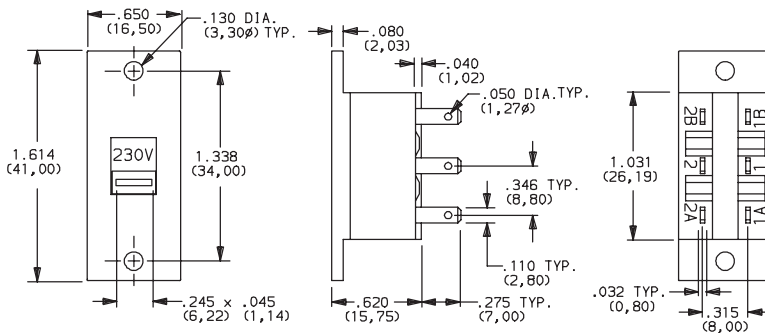 .650
(16,50)
.130 DIA.
(3,30ø) TYP.
1.614
(41,00)
230V
1.338
(34,00)
.245 x .045
(6,22) (1,14)
.080
(2,03)
.040
(1,02)
.050 DIA.TYP.
(1,27ø)
.346 TYP.
(8,80)
.110 TYP.
(2,80)
.620
(15,75)
.275 TYP.
(7,00)
1.031
(26,19)
2B
1B
2
1
2A
1A
.032 TYP.
(0,80)
.315
(8,00)